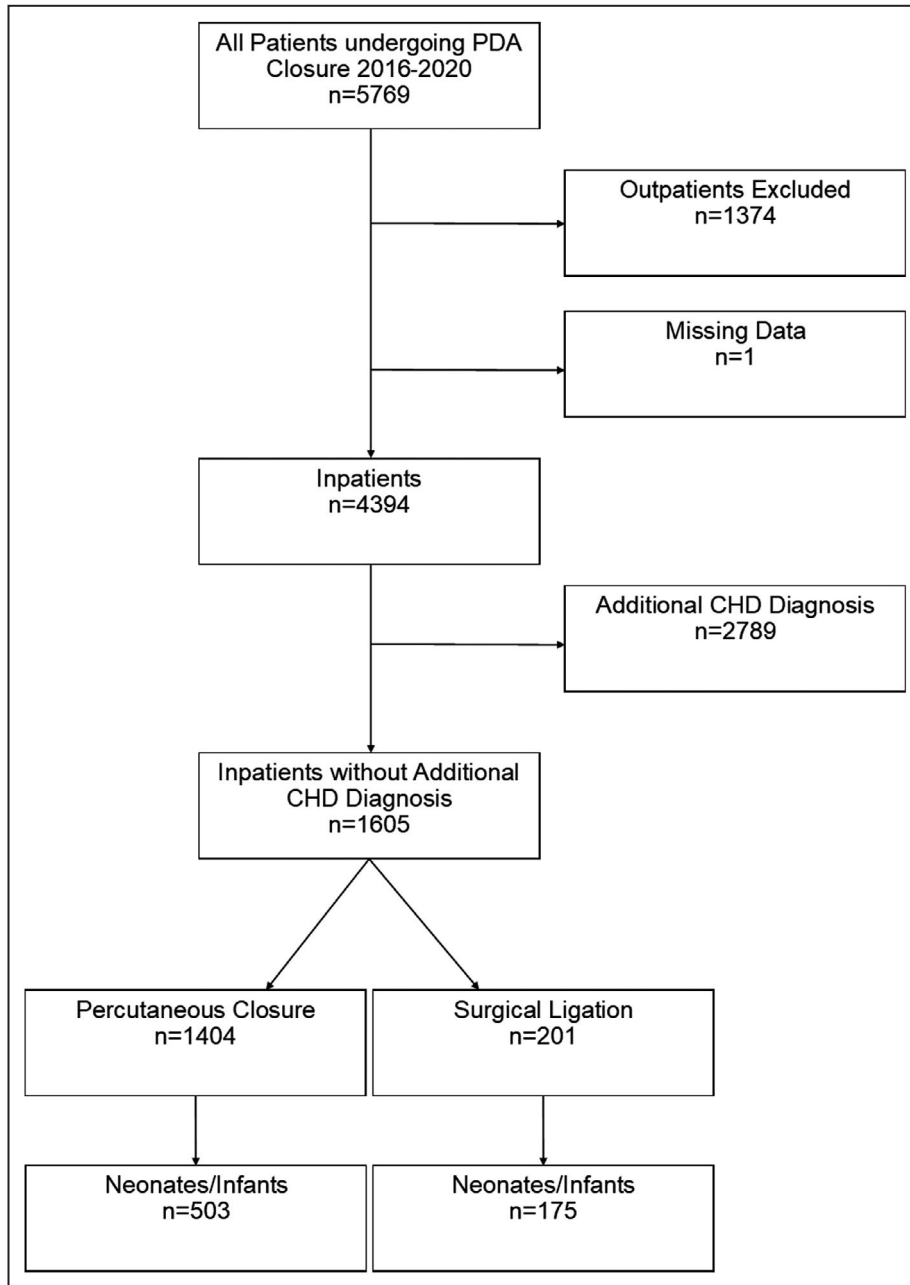 All Patients undergoing PDA
Closure 2016-2020
n=5769
Outpatients Excluded
n=1374
Missing Data
n=1
Inpatients
n=4394
Additional CHD Diagnosis
n=2789
Inpatients without Additional
CHD Diagnosis
n=1605
Percutaneous Closure
n=1404
Surgical Ligation
n=201
Neonates/Infants
n=503
Neonates/Infants
n=175